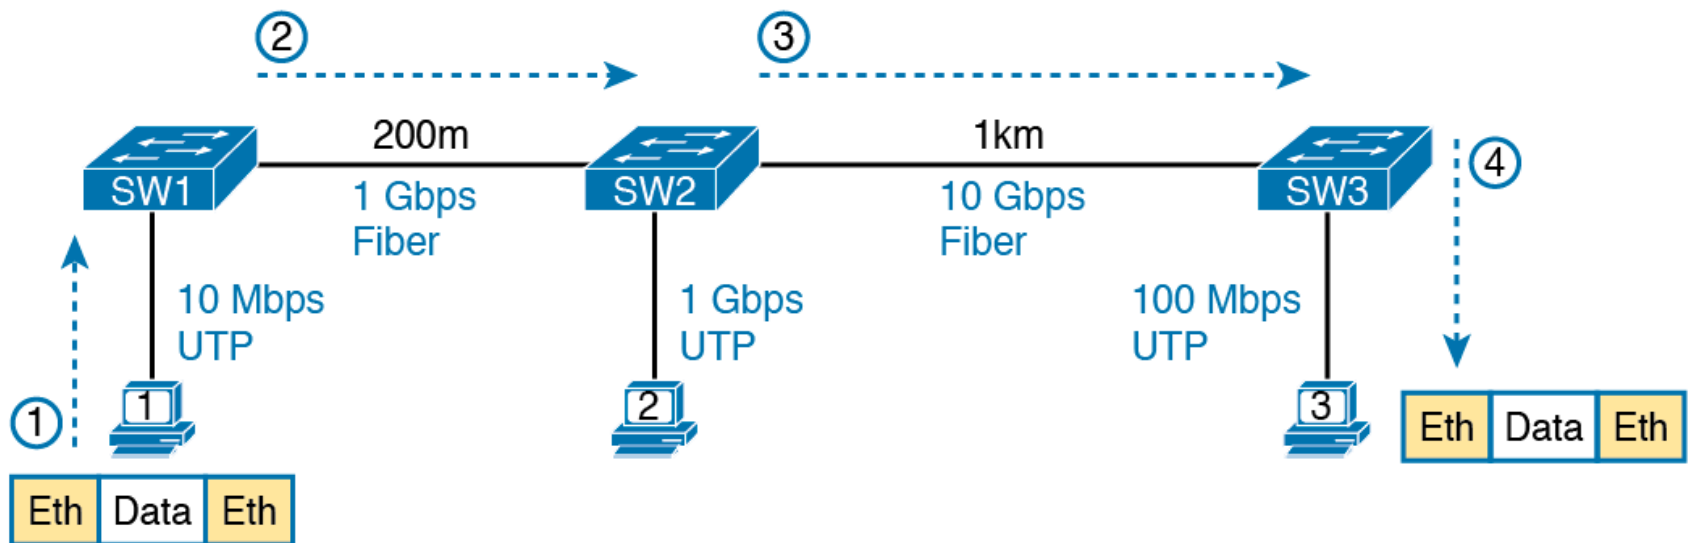 2
3
200m
1km
4
SW1
SW2
SW3
1 Gbps
Fiber
10 Gbps
Fiber
10 Mbps
UTP
1 Gbps
UTP
100 Mbps
UTP
1
1
2
3
Eth Data Eth
Eth Data Eth